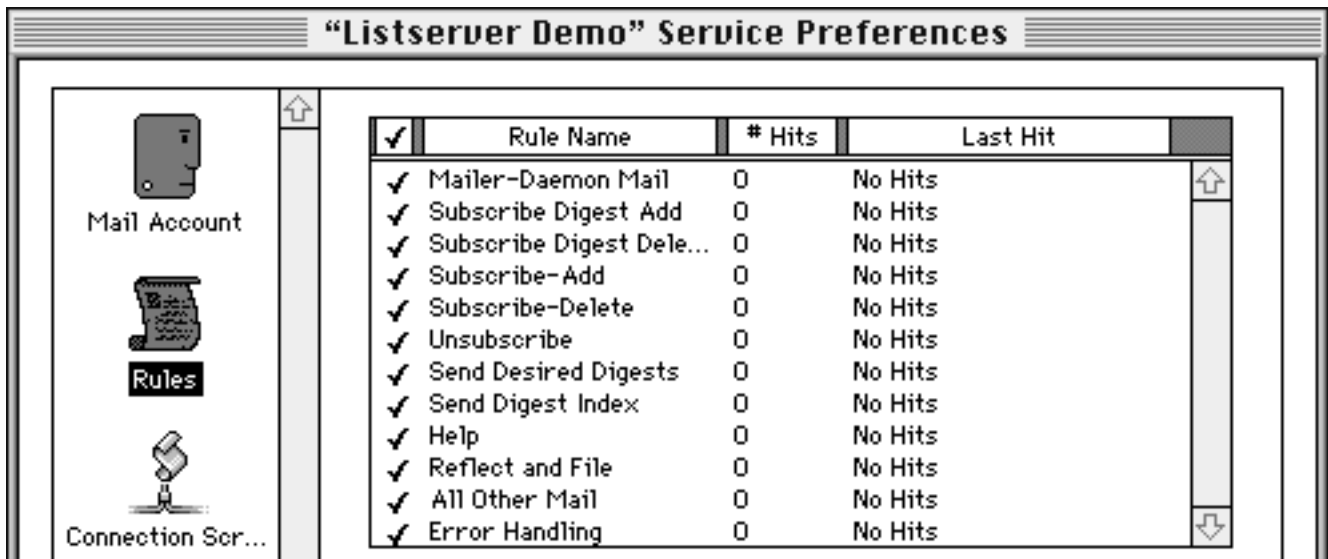 “Listserver Demo” Service Preferences
Mail Account
Rules
Connection Scr...
✓ Rule Name # Hits Last Hit
✓ Mailer-Daemon Mail 0 No Hits
✓ Subscribe Digest Add 0 No Hits
✓ Subscribe Digest Dele... 0 No Hits
✓ Subscribe-Add 0 No Hits
✓ Subscribe-Delete 0 No Hits
✓ Unsubscribe 0 No Hits
✓ Send Desired Digests 0 No Hits
✓ Send Digest Index 0 No Hits
✓ Help 0 No Hits
✓ Reflect and File 0 No Hits
✓ All Other Mail 0 No Hits
✓ Error Handling 0 No Hits